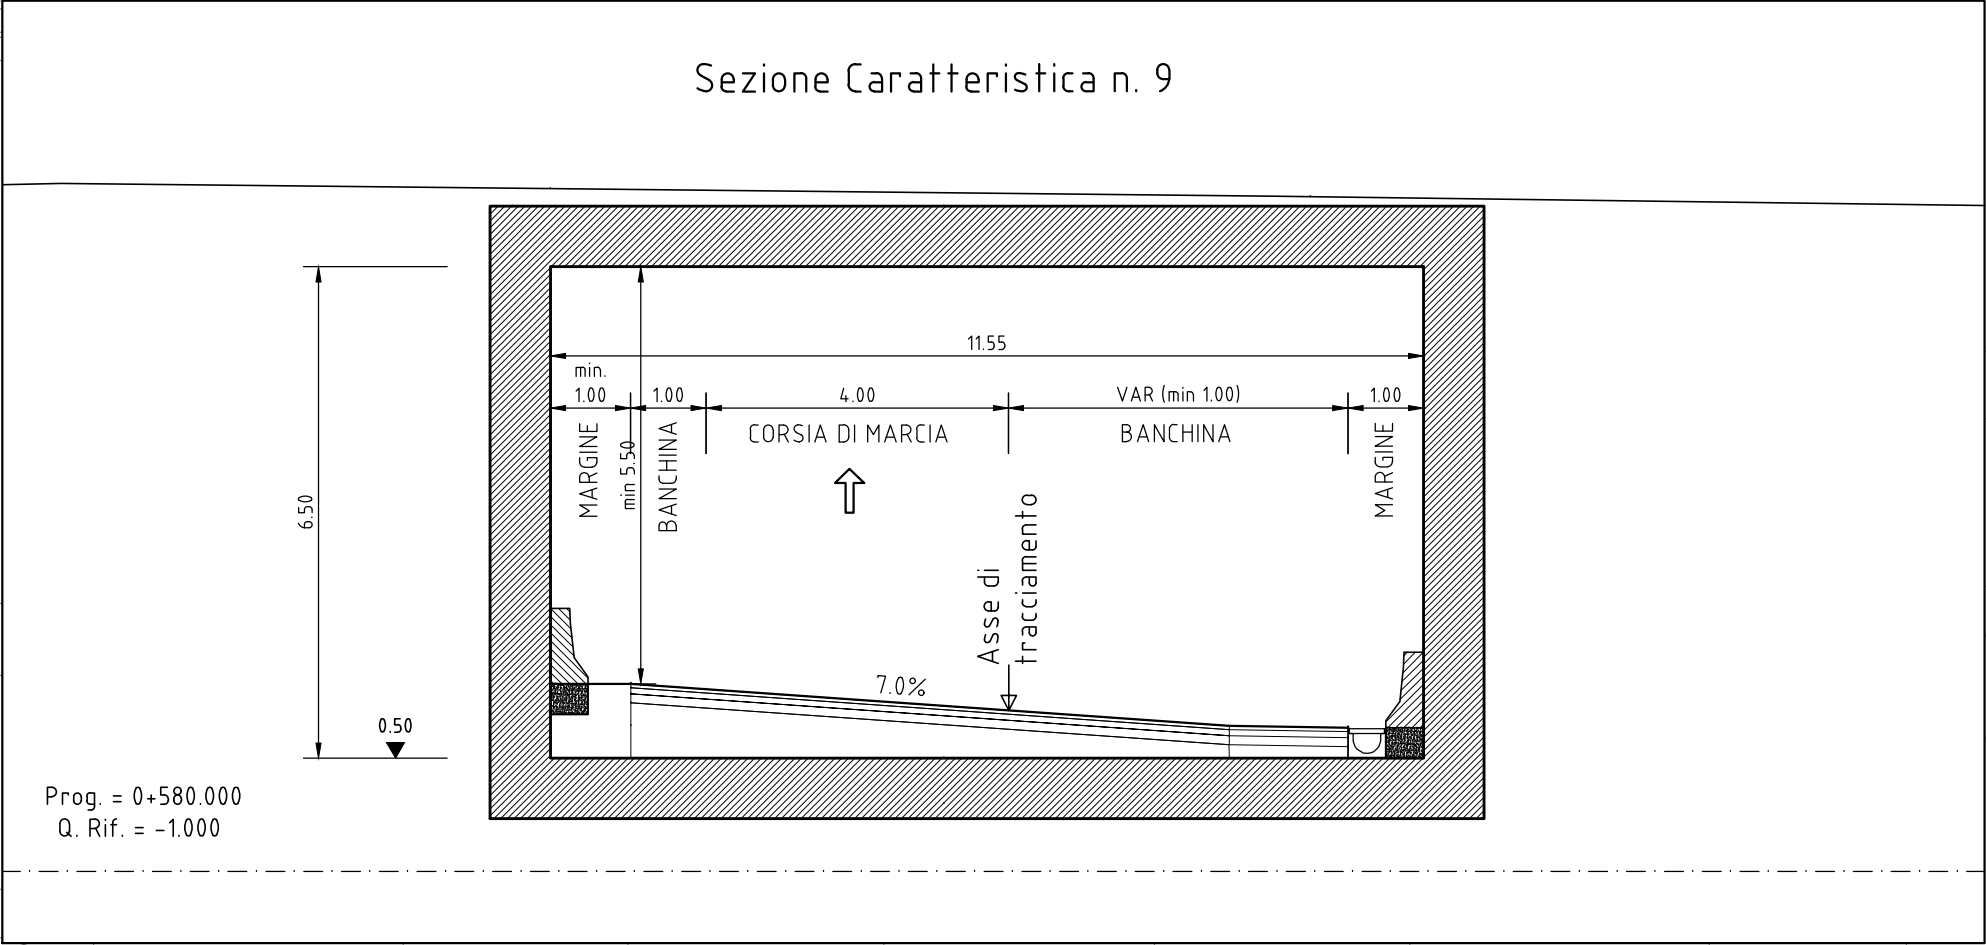 Sezione Caratteristica n. 9
11.55
min.
1.00
1.00
4.00
VAR (min 1.00)
1.00
MARGINE
BANCHINA
CORSIA DI MARCIA
BANCHINA
MARGINE
min 5.50
6.50
Asse di
tracciamento
7.0%
0.50
Prog. = 0+580.000
Q. Rif. = -1.000